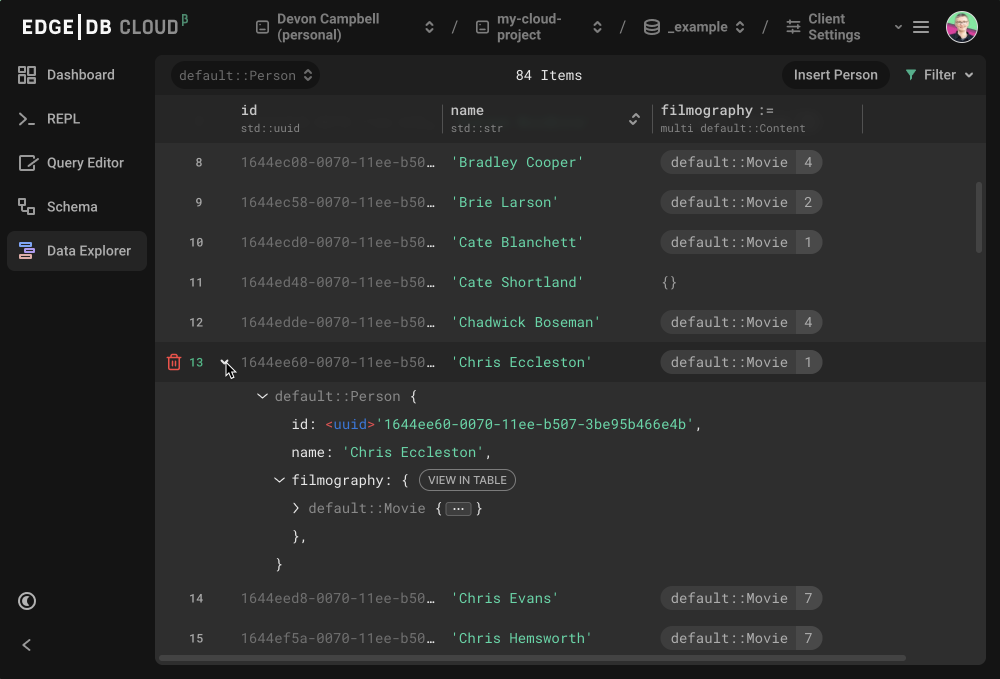 EDGE|DB CLOUD β
Devon Campbell (personal)
/
my-cloud-project
/
_example
/
Client Settings
Dashboard
REPL
Query Editor
Schema
Data Explorer
default::Person
84 Items
Insert Person
Filter
id
std::uuid
name
std::str
filmography :=
multi default::Content
8 1644ec08-0070-11ee-b50… 'Bradley Cooper' default::Movie 4
9 1644ec58-0070-11ee-b50… 'Brie Larson' default::Movie 2
10 1644ecd0-0070-11ee-b50… 'Cate Blanchett' default::Movie 1
11 1644ed48-0070-11ee-b50… 'Cate Shortland' {}
12 1644edde-0070-11ee-b50… 'Chadwick Boseman' default::Movie 4
13 1644ee60-0070-11ee-b50… 'Chris Eccleston' default::Movie 1
default::Person {
id: <uuid>'1644ee60-0070-11ee-b507-3be95b466e4b',
name: 'Chris Eccleston',
filmography: { VIEW IN TABLE
default::Movie {···}
},
}
14 1644eed8-0070-11ee-b50… 'Chris Evans' default::Movie 7
15 1644ef5a-0070-11ee-b50… 'Chris Hemsworth' default::Movie 7